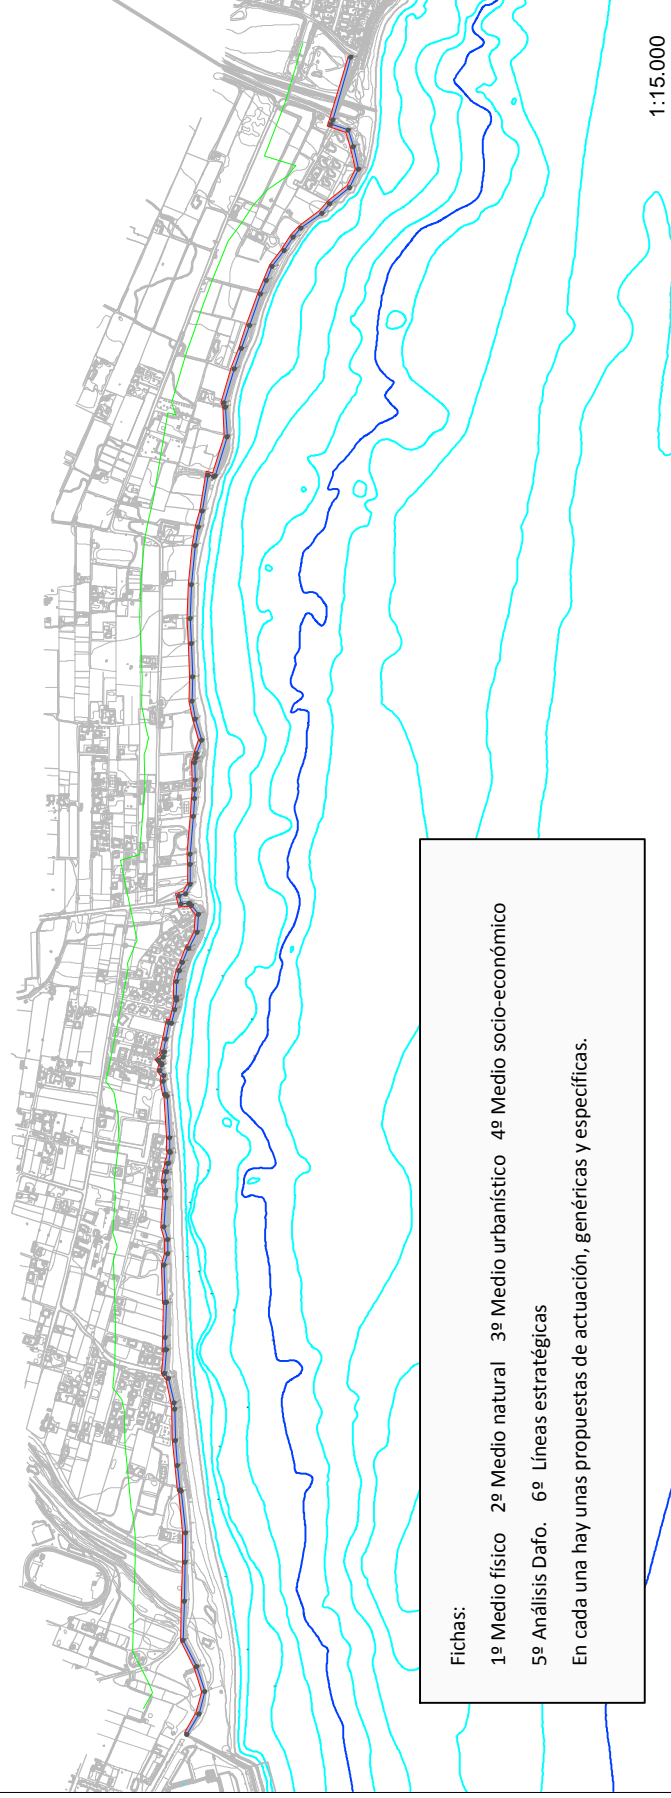 1:15.000
Fichas:
1º Medio físico 2º Medio natural 3º Medio urbanístico 4º Medio socio-económico
5º Análisis Dafo. 6º Líneas estratégicas
En cada una hay unas propuestas de actuación, genéricas y específicas.